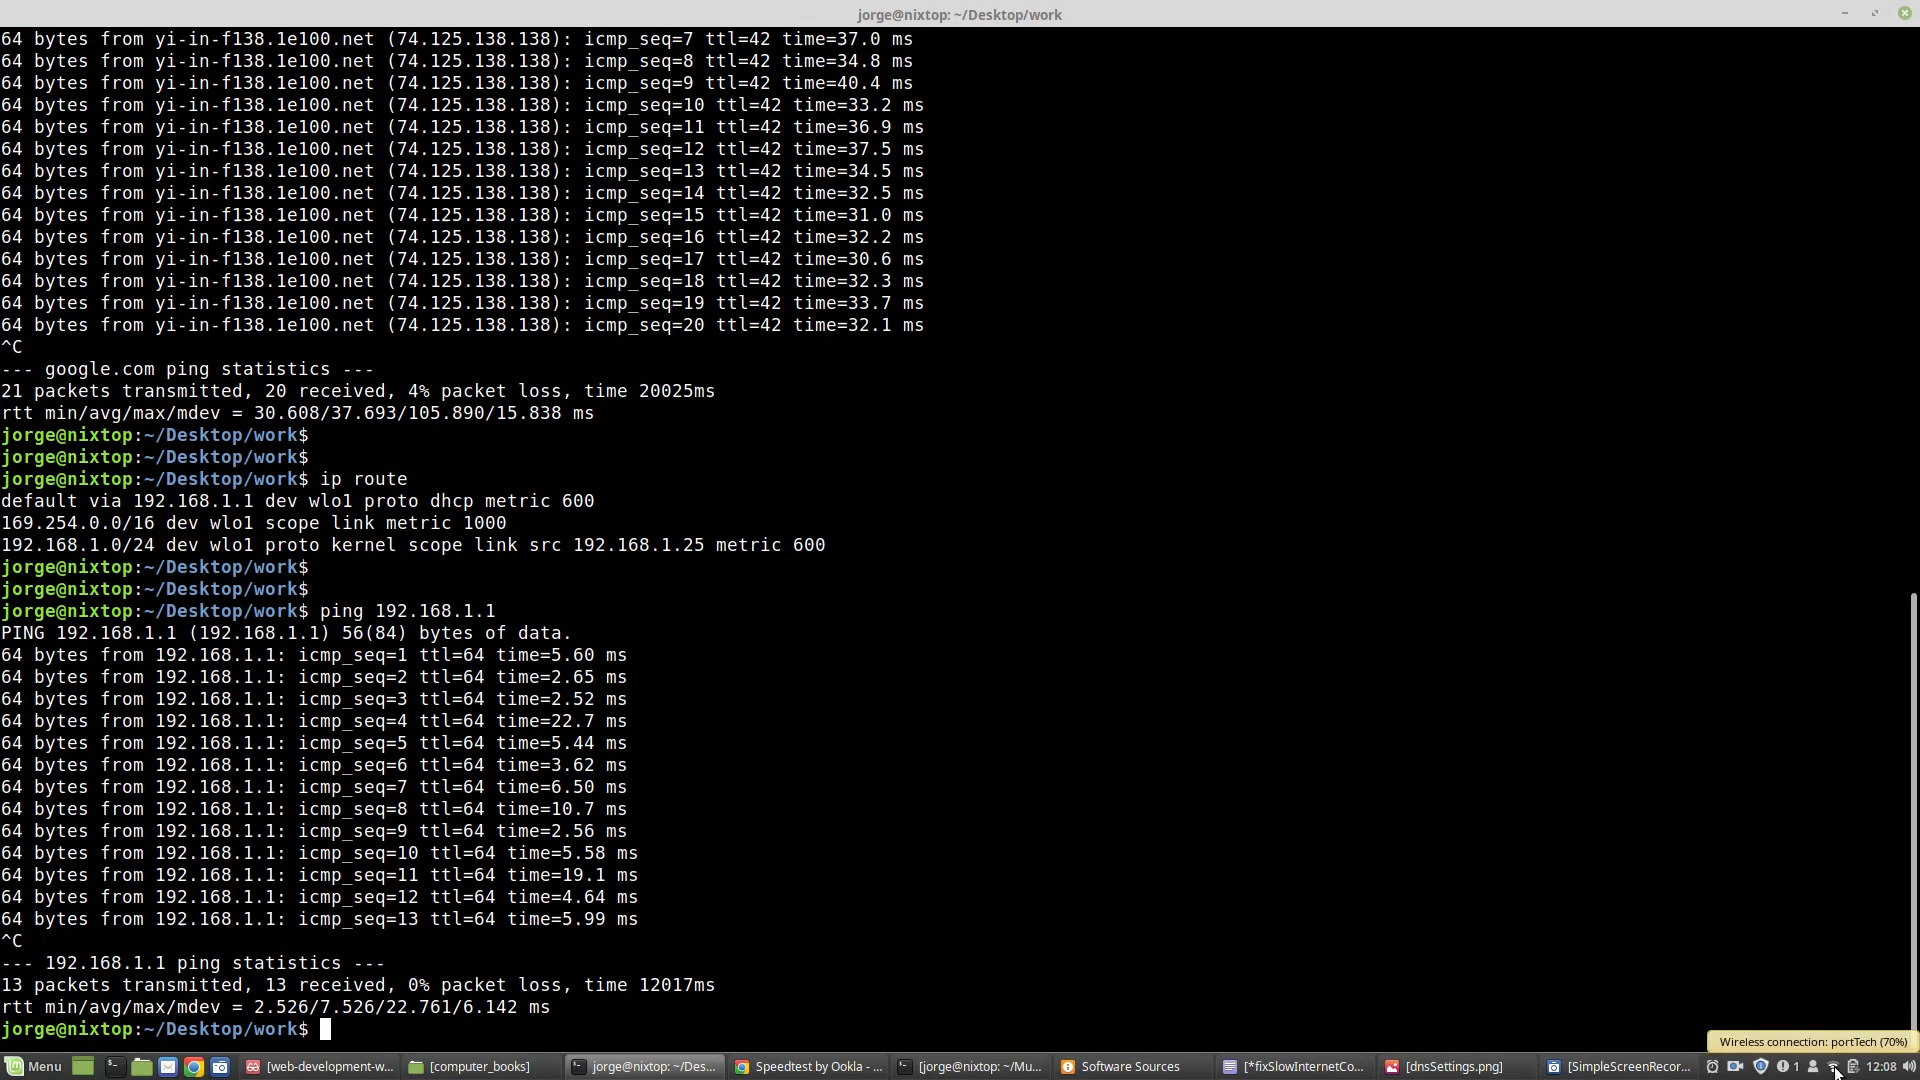 jorge@nixtop: ~/Desktop/work
64 bytes from yi-in-f138.1e100.net (74.125.138.138): icmp_seq=7 ttl=42 time=37.0 ms
64 bytes from yi-in-f138.1e100.net (74.125.138.138): icmp_seq=8 ttl=42 time=34.8 ms
64 bytes from yi-in-f138.1e100.net (74.125.138.138): icmp_seq=9 ttl=42 time=40.4 ms
64 bytes from yi-in-f138.1e100.net (74.125.138.138): icmp_seq=10 ttl=42 time=33.2 ms
64 bytes from yi-in-f138.1e100.net (74.125.138.138): icmp_seq=11 ttl=42 time=36.9 ms
64 bytes from yi-in-f138.1e100.net (74.125.138.138): icmp_seq=12 ttl=42 time=37.5 ms
64 bytes from yi-in-f138.1e100.net (74.125.138.138): icmp_seq=13 ttl=42 time=34.5 ms
64 bytes from yi-in-f138.1e100.net (74.125.138.138): icmp_seq=14 ttl=42 time=32.5 ms
64 bytes from yi-in-f138.1e100.net (74.125.138.138): icmp_seq=15 ttl=42 time=31.0 ms
64 bytes from yi-in-f138.1e100.net (74.125.138.138): icmp_seq=16 ttl=42 time=32.2 ms
64 bytes from yi-in-f138.1e100.net (74.125.138.138): icmp_seq=17 ttl=42 time=30.6 ms
64 bytes from yi-in-f138.1e100.net (74.125.138.138): icmp_seq=18 ttl=42 time=32.3 ms
64 bytes from yi-in-f138.1e100.net (74.125.138.138): icmp_seq=19 ttl=42 time=33.7 ms
64 bytes from yi-in-f138.1e100.net (74.125.138.138): icmp_seq=20 ttl=42 time=32.1 ms
^C
--- google.com ping statistics ---
21 packets transmitted, 20 received, 4% packet loss, time 20025ms
rtt min/avg/max/mdev = 30.608/37.693/105.890/15.838 ms
jorge@nixtop:~/Desktop/work$
jorge@nixtop:~/Desktop/work$
jorge@nixtop:~/Desktop/work$ ip route
default via 192.168.1.1 dev wlo1 proto dhcp metric 600
169.254.0.0/16 dev wlo1 scope link metric 1000
192.168.1.0/24 dev wlo1 proto kernel scope link src 192.168.1.25 metric 600
jorge@nixtop:~/Desktop/work$
jorge@nixtop:~/Desktop/work$
jorge@nixtop:~/Desktop/work$ ping 192.168.1.1
PING 192.168.1.1 (192.168.1.1) 56(84) bytes of data.
64 bytes from 192.168.1.1: icmp_seq=1 ttl=64 time=5.60 ms
64 bytes from 192.168.1.1: icmp_seq=2 ttl=64 time=2.65 ms
64 bytes from 192.168.1.1: icmp_seq=3 ttl=64 time=2.52 ms
64 bytes from 192.168.1.1: icmp_seq=4 ttl=64 time=22.7 ms
64 bytes from 192.168.1.1: icmp_seq=5 ttl=64 time=5.44 ms
64 bytes from 192.168.1.1: icmp_seq=6 ttl=64 time=3.62 ms
64 bytes from 192.168.1.1: icmp_seq=7 ttl=64 time=6.50 ms
64 bytes from 192.168.1.1: icmp_seq=8 ttl=64 time=10.7 ms
64 bytes from 192.168.1.1: icmp_seq=9 ttl=64 time=2.56 ms
64 bytes from 192.168.1.1: icmp_seq=10 ttl=64 time=5.58 ms
64 bytes from 192.168.1.1: icmp_seq=11 ttl=64 time=19.1 ms
64 bytes from 192.168.1.1: icmp_seq=12 ttl=64 time=4.64 ms
64 bytes from 192.168.1.1: icmp_seq=13 ttl=64 time=5.99 ms
^C
--- 192.168.1.1 ping statistics ---
13 packets transmitted, 13 received, 0% packet loss, time 12017ms
rtt min/avg/max/mdev = 2.526/7.526/22.761/6.142 ms
jorge@nixtop:~/Desktop/work$
Wireless connection: portTech (70%)
Menu [web-development-w... [computer_books] jorge@nixtop: ~/Des... Speedtest by Ookla - ... [jorge@nixtop: ~/Mu... Software Sources [*fixSlowInternetCo... [dnsSettings.png] [SimpleScreenRecor... 1 12:08